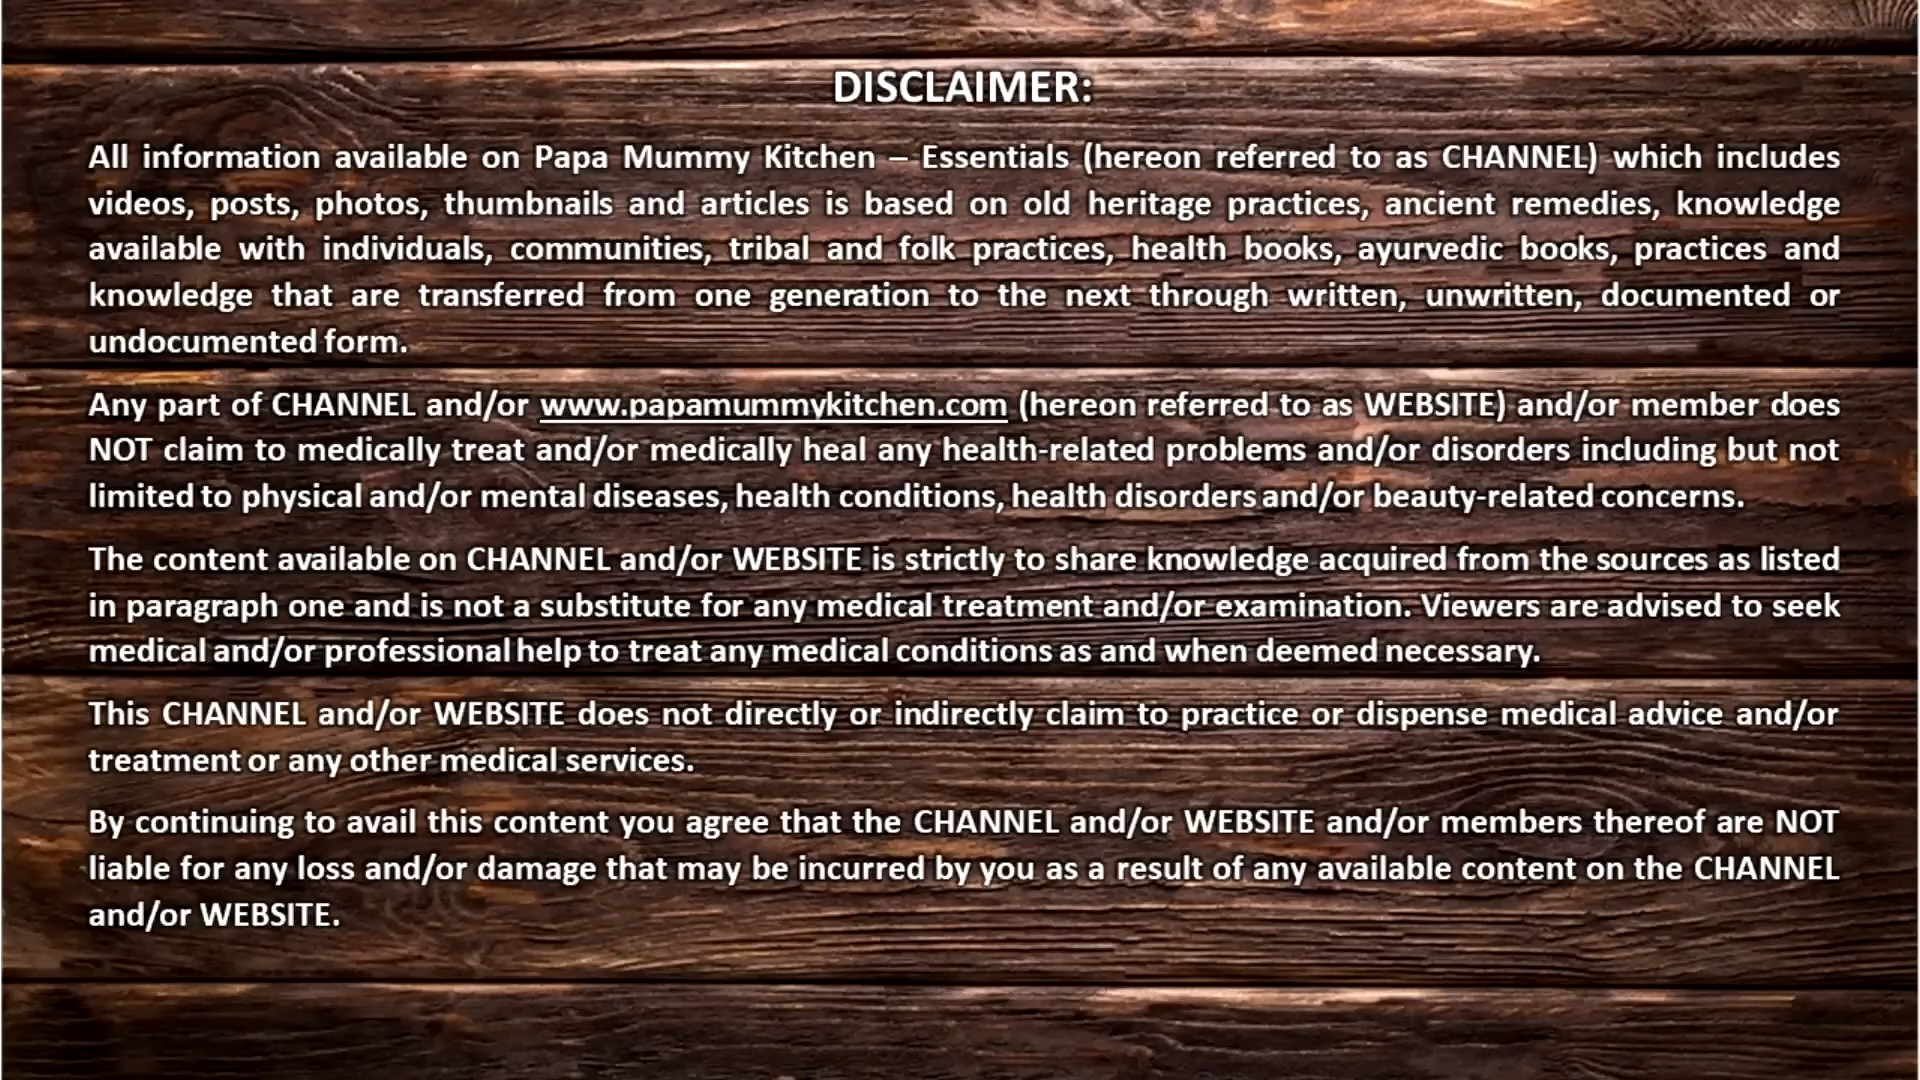 DISCLAIMER:
All information available on Papa Mummy Kitchen – Essentials (hereon referred to as CHANNEL) which includes
videos, posts, photos, thumbnails and articles is based on old heritage practices, ancient remedies, knowledge
available with individuals, communities, tribal and folk practices, health books, ayurvedic books, practices and
knowledge that are transferred from one generation to the next through written, unwritten, documented or
undocumented form.
Any part of CHANNEL and/or www.papamummykitchen.com (hereon referred to as WEBSITE) and/or member does
NOT claim to medically treat and/or medically heal any health-related problems and/or disorders including but not
limited to physical and/or mental diseases, health conditions, health disorders and/or beauty-related concerns.
The content available on CHANNEL and/or WEBSITE is strictly to share knowledge acquired from the sources as listed
in paragraph one and is not a substitute for any medical treatment and/or examination. Viewers are advised to seek
medical and/or professional help to treat any medical conditions as and when deemed necessary.
This CHANNEL and/or WEBSITE does not directly or indirectly claim to practice or dispense medical advice and/or
treatment or any other medical services.
By continuing to avail this content you agree that the CHANNEL and/or WEBSITE and/or members thereof are NOT
liable for any loss and/or damage that may be incurred by you as a result of any available content on the CHANNEL
and/or WEBSITE.